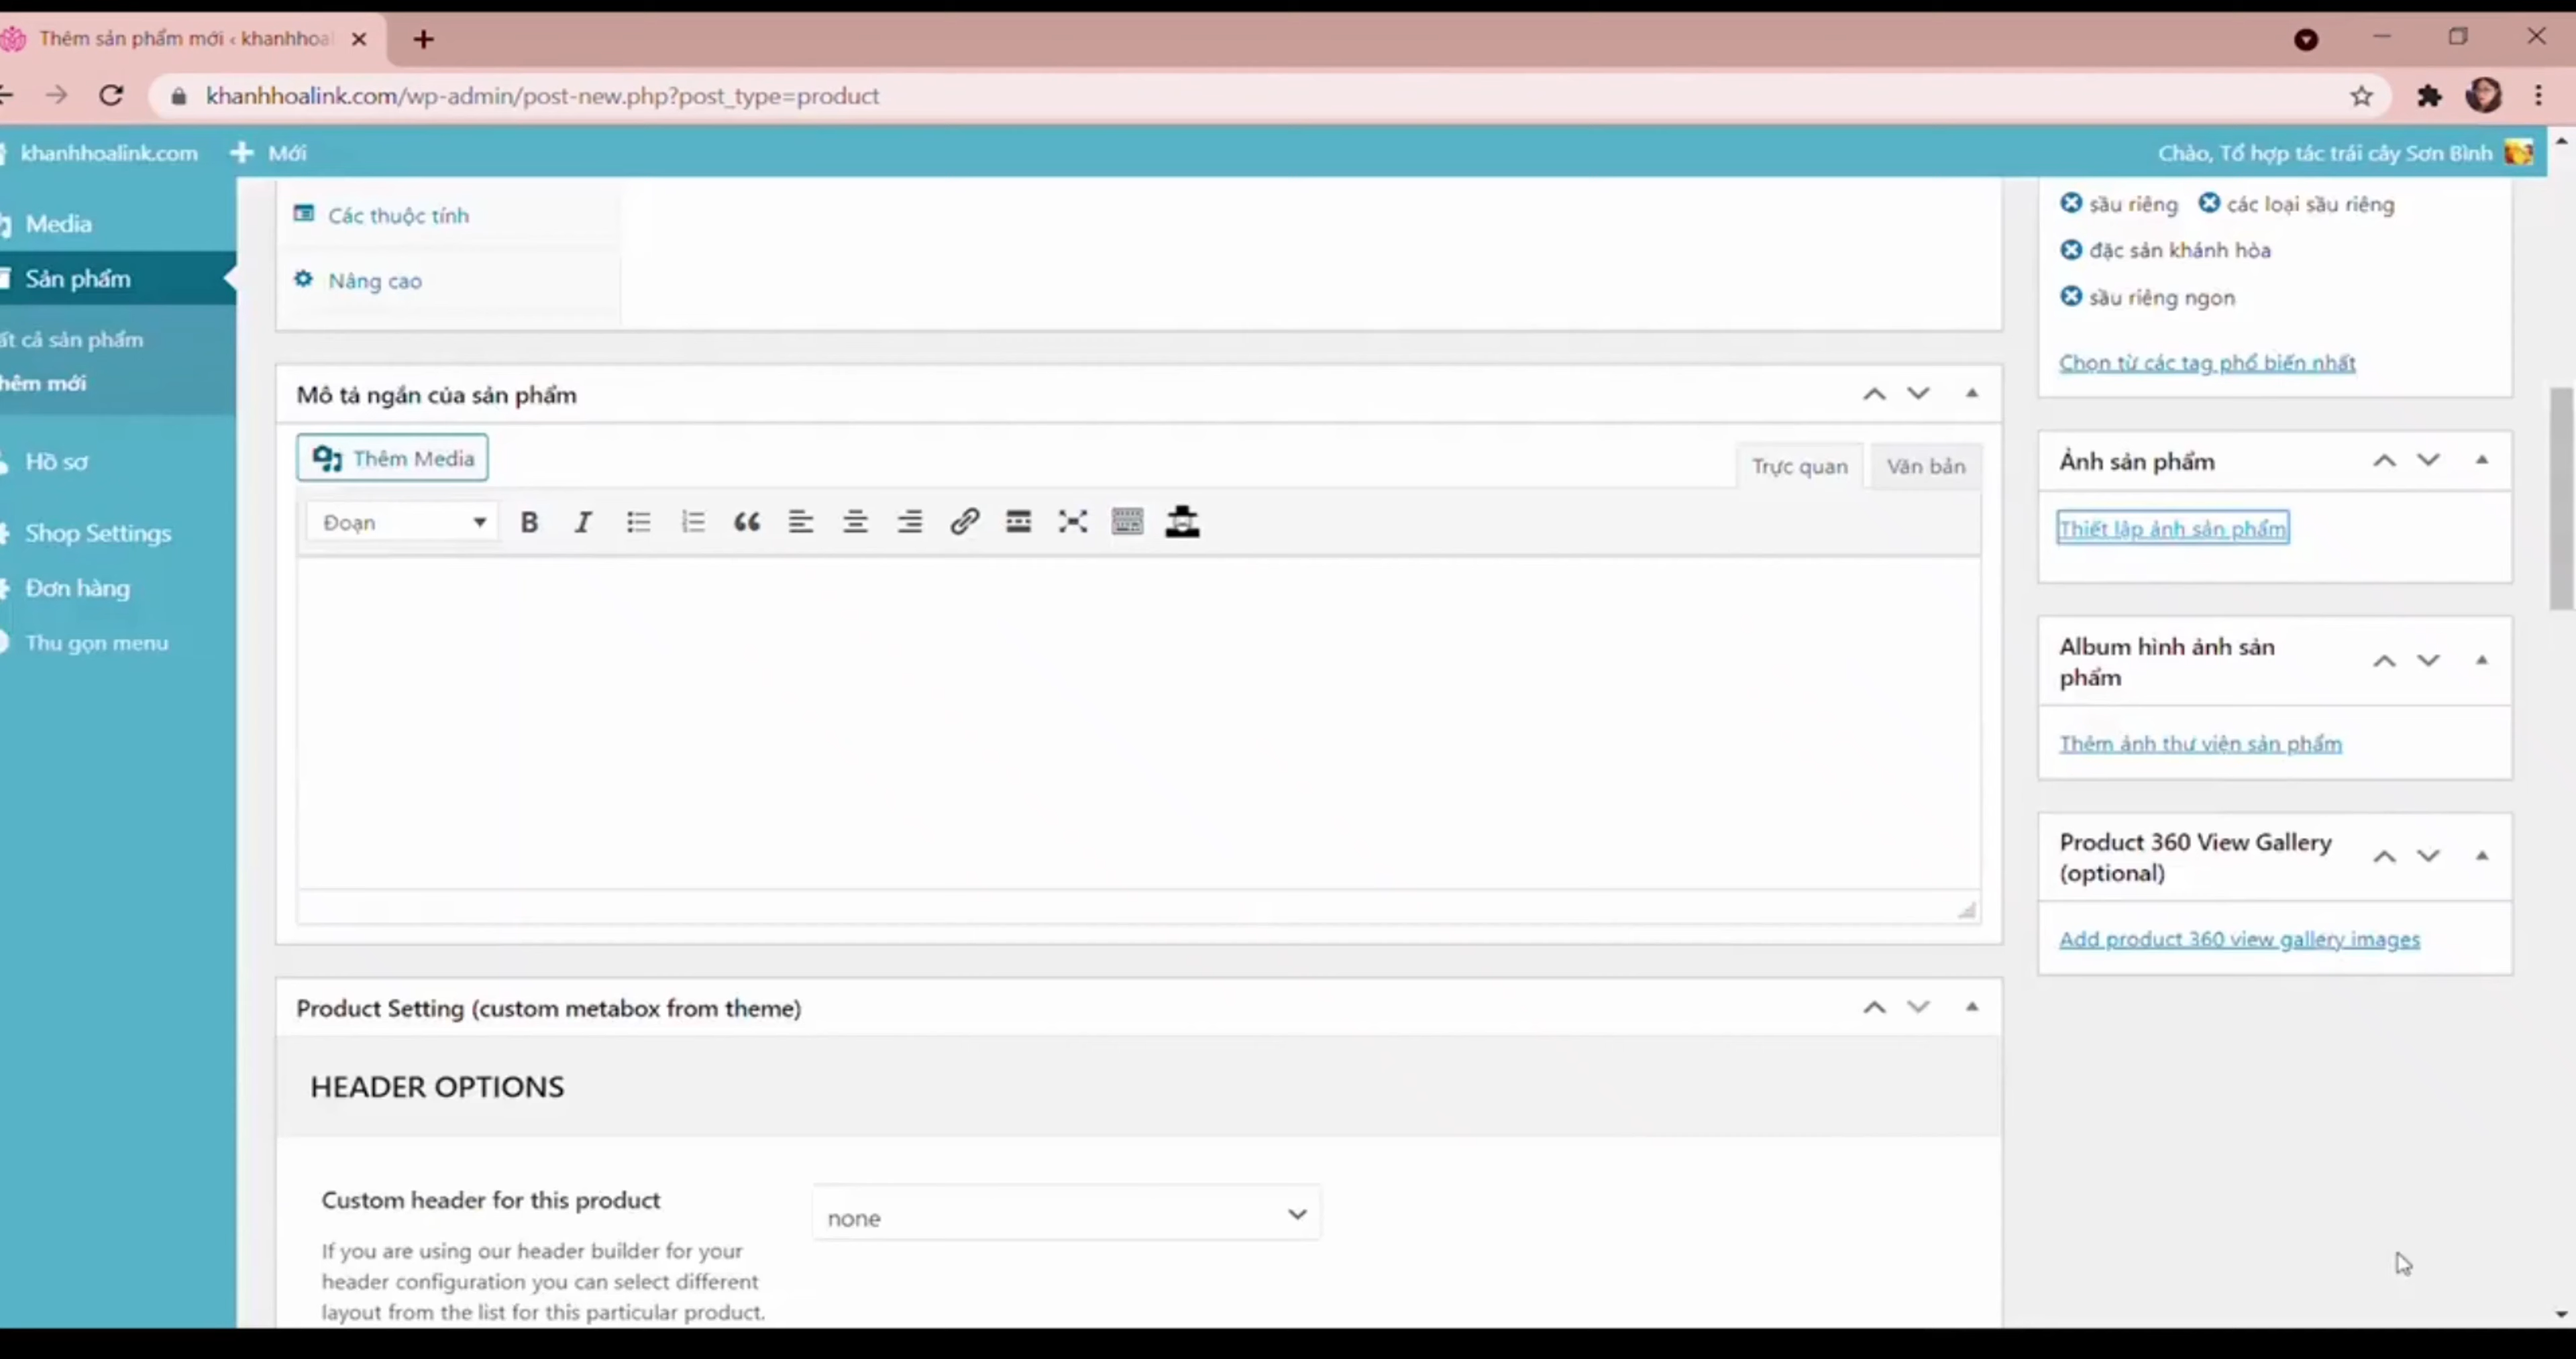 Thêm sản phẩm mới ‹ khanhhoa
khanhhoalink.com/wp-admin/post-new.php?post_type=product
khanhhoalink.com
Mới
Chào, Tổ hợp tác trái cây Sơn Bình
Media
Sản phẩm
ất cả sản phẩm
hêm mới
Hồ sơ
Shop Settings
Đơn hàng
Thu gọn menu
Các thuộc tính
Nâng cao
Mô tả ngắn của sản phẩm
Thêm Media
Trực quan
Văn bản
Đoạn
B I
Product Setting (custom metabox from theme)
HEADER OPTIONS
Custom header for this product
none
If you are using our header builder for your
header configuration you can select different
layout from the list for this particular product.
sầu riêng các loại sầu riêng
đặc sản khánh hòa
sầu riêng ngon
Chọn từ các tag phổ biến nhất
Ảnh sản phẩm
Thiết lập ảnh sản phẩm
Album hình ảnh sản
phẩm
Thêm ảnh thư viện sản phẩm
Product 360 View Gallery
(optional)
Add product 360 view gallery images